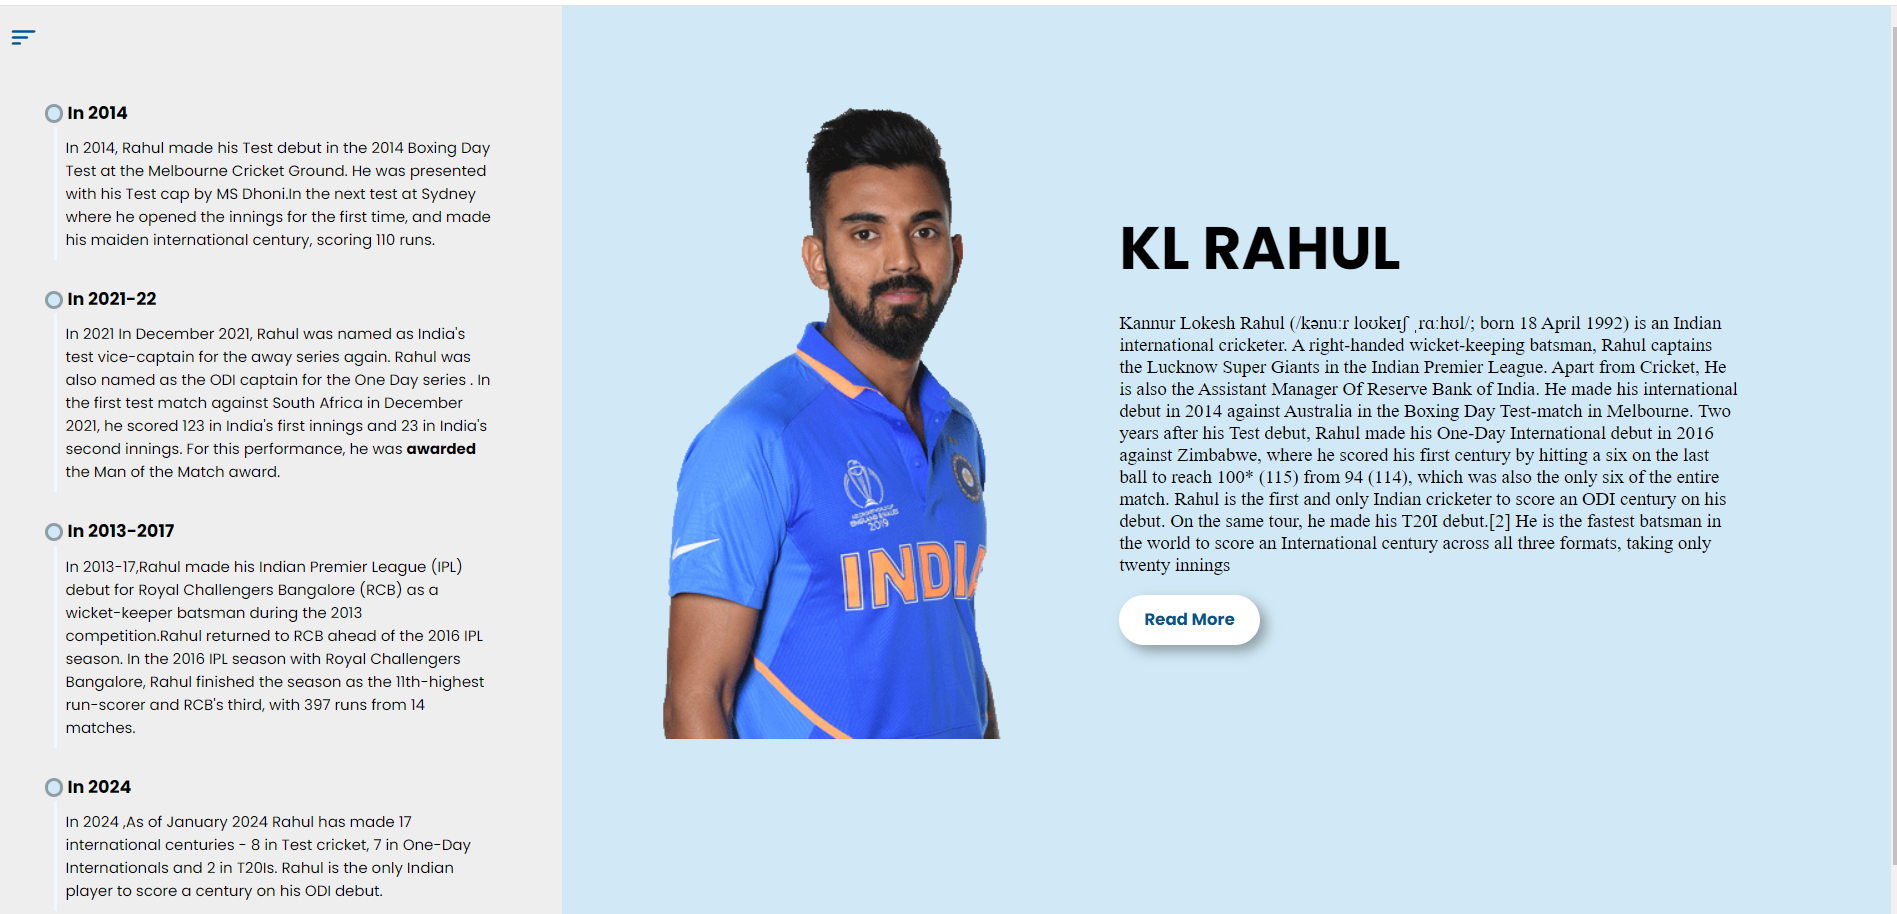 In 2014
In 2014, Rahul made his Test debut in the 2014 Boxing Day
Test at the Melbourne Cricket Ground. He was presented
with his Test cap by MS Dhoni.In the next test at Sydney
where he opened the innings for the first time, and made
his maiden international century, scoring 110 runs.
In 2021-22
In 2021 In December 2021, Rahul was named as India's
test vice-captain for the away series again. Rahul was
also named as the ODI captain for the One Day series . In
the first test match against South Africa in December
2021, he scored 123 in India's first innings and 23 in India's
second innings. For this performance, he was awarded
the Man of the Match award.
In 2013-2017
In 2013-17,Rahul made his Indian Premier League (IPL)
debut for Royal Challengers Bangalore (RCB) as a
wicket-keeper batsman during the 2013
competition.Rahul returned to RCB ahead of the 2016 IPL
season. In the 2016 IPL season with Royal Challengers
Bangalore, Rahul finished the season as the 11th-highest
run-scorer and RCB's third, with 397 runs from 14
matches.
In 2024
In 2024 ,As of January 2024 Rahul has made 17
international centuries - 8 in Test cricket, 7 in One-Day
Internationals and 2 in T20Is. Rahul is the only Indian
player to score a century on his ODI debut.
2019
INDIA
KL RAHUL
Kannur Lokesh Rahul (/kənuːr loʊkeɪʃ ˌrɑːhʊl/; born 18 April 1992) is an Indian
international cricketer. A right-handed wicket-keeping batsman, Rahul captains
the Lucknow Super Giants in the Indian Premier League. Apart from Cricket, He
is also the Assistant Manager Of Reserve Bank of India. He made his international
debut in 2014 against Australia in the Boxing Day Test-match in Melbourne. Two
years after his Test debut, Rahul made his One-Day International debut in 2016
against Zimbabwe, where he scored his first century by hitting a six on the last
ball to reach 100* (115) from 94 (114), which was also the only six of the entire
match. Rahul is the first and only Indian cricketer to score an ODI century on his
debut. On the same tour, he made his T20I debut.[2] He is the fastest batsman in
the world to score an International century across all three formats, taking only
twenty innings
Read More